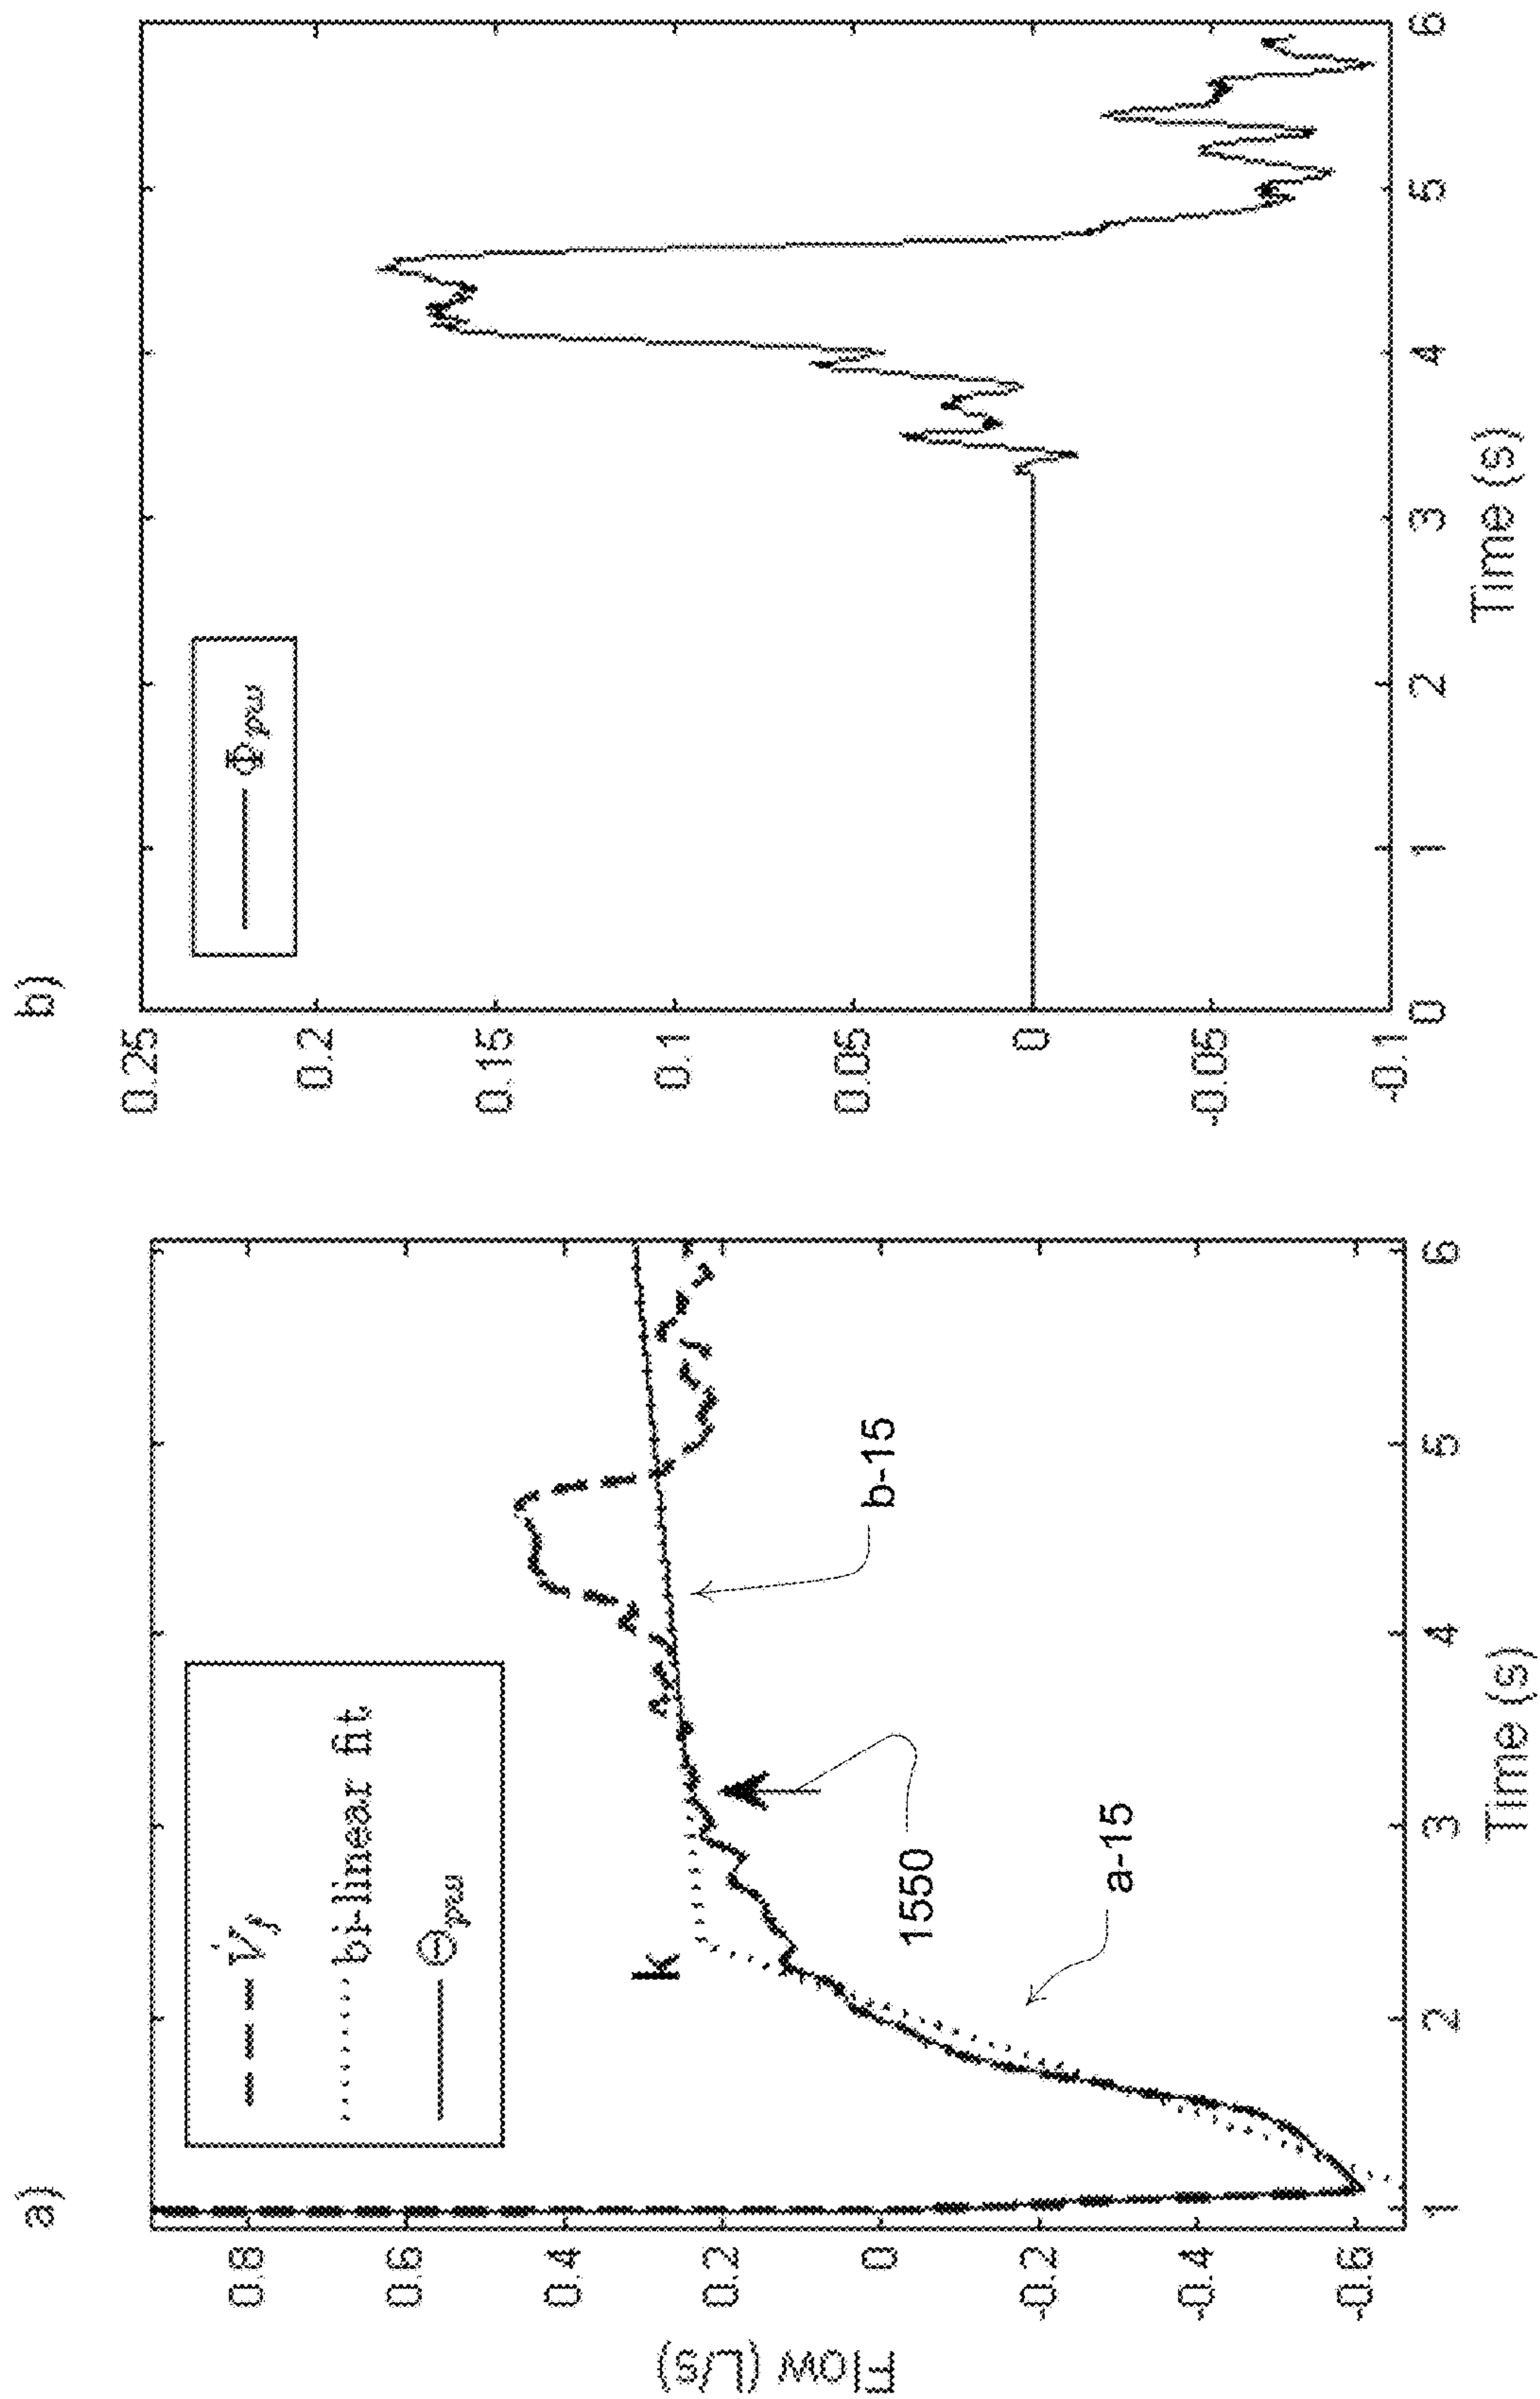 a)
Flow (L/s)
0.8
0.6
0.4
0.2
0
-0.2
-0.4
-0.6
V̇j
bi-linear fit
Θpw
k
1550
a-15
b-15
1 2 3 4 5 6
Time (s)
b)
0.25
0.2
0.15
0.1
0.05
0
-0.05
-0.1
Φpw
0 1 2 3 4 5 6
Time (s)